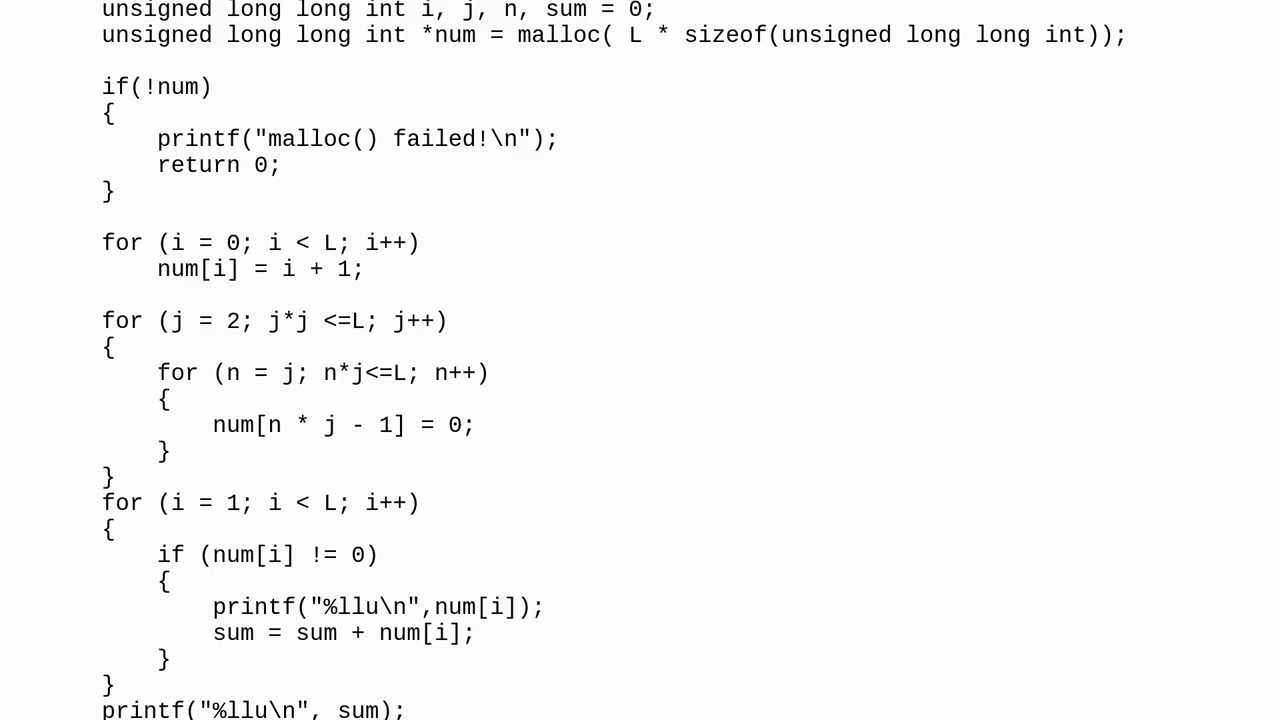 unsigned long long int i, j, n, sum = 0;
unsigned long long int *num = malloc( L * sizeof(unsigned long long int));
if(!num)
{
printf("malloc() failed!\n");
return 0;
}
for (i = 0; i < L; i++)
num[i] = i + 1;
for (j = 2; j*j <=L; j++)
{
for (n = j; n*j<=L; n++)
{
num[n * j - 1] = 0;
}
}
for (i = 1; i < L; i++)
{
if (num[i] != 0)
{
printf("%llu\n",num[i]);
sum = sum + num[i];
}
}
printf("%llu\n", sum);